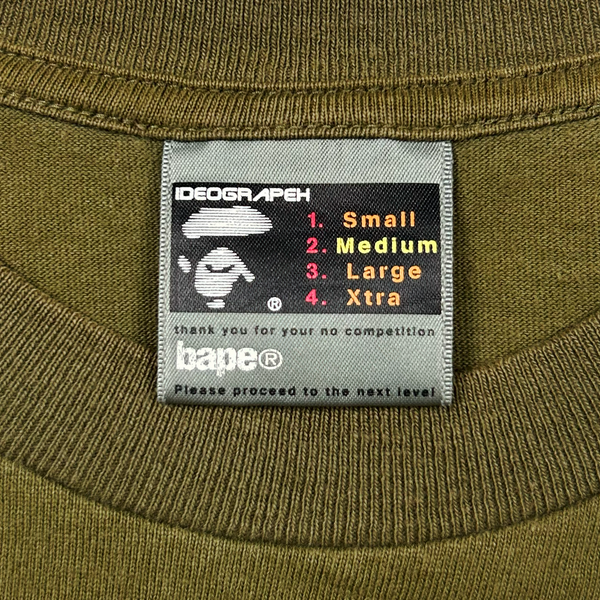 IDEOGRAPEH
1. Small
2. Medium
3. Large
4. Xtra
®
thank you for your no competition
bape®
Please proceed to the next level